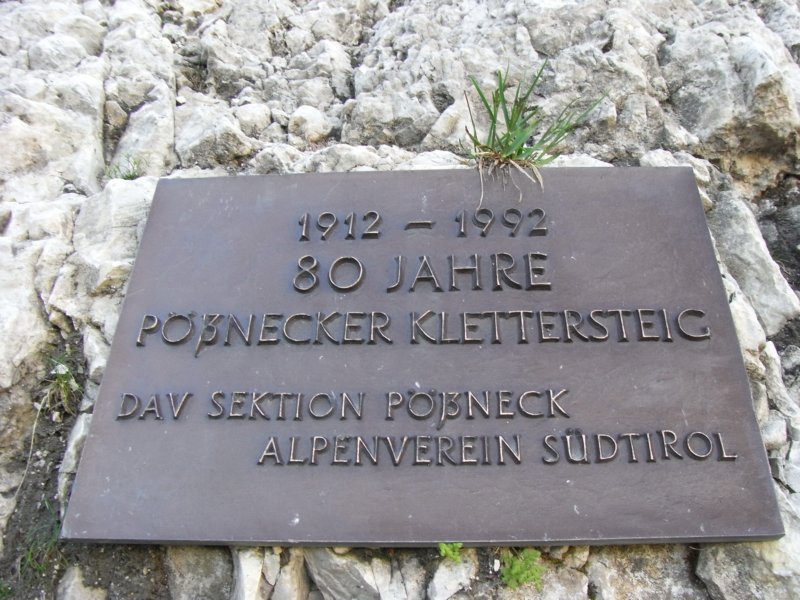 1912 – 1992
80 JAHRE
PÖßNECKER KLETTERSTEIG
DAV SEKTION PÖßNECK
ALPENVEREIN SÜDTIROL